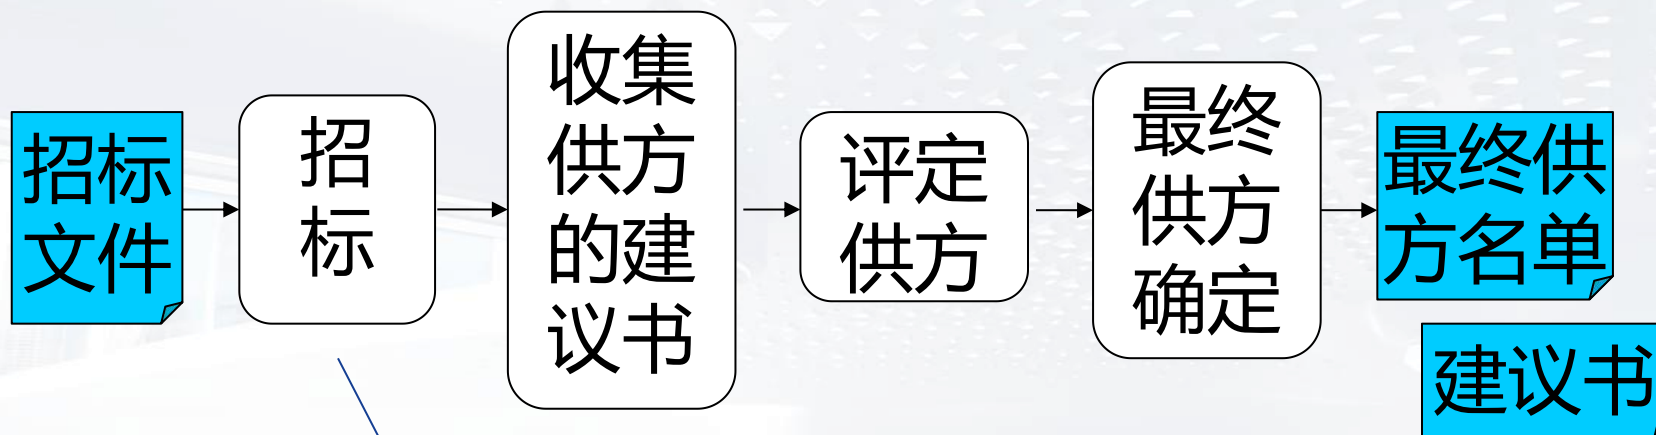 招标
文件
招
标
收集
供方
的建
议书
评定
供方
最终
供方
确定
最终供
方名单
建议书